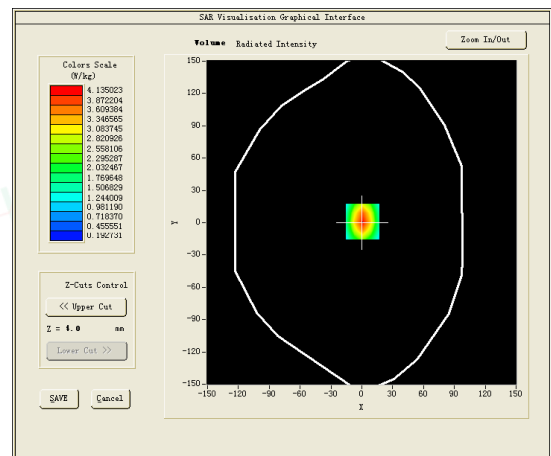 SAR Visualisation Graphical Interface
Volume Radiated Intensity
Zoom In/Out
Colors Scale
(W/kg)
4.135023
3.872204
3.609384
3.346565
3.083745
2.820926
2.558106
2.295287
2.032467
1.769648
1.506829
1.244009
0.981190
0.718370
0.455551
0.192731
150
120
90
60
30
0
-30
-60
-90
-120
-150
Y
-150 -120 -90 -60 -30 0 30 60 90 120 150
X
Z-Cuts Control
<< Upper Cut
Z = 4.0 mm
Lower Cut >>
SAVE Cancel